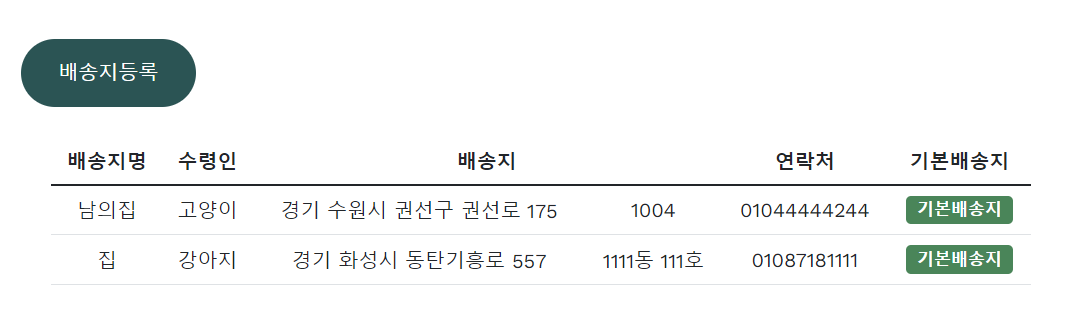 배송지등록
배송지명 수령인 배송지 연락처 기본배송지
남의집 고양이 경기 수원시 권선구 권선로 175 1004 01044444244 기본배송지
집 강아지 경기 화성시 동탄기흥로 557 1111동 111호 01087181111 기본배송지